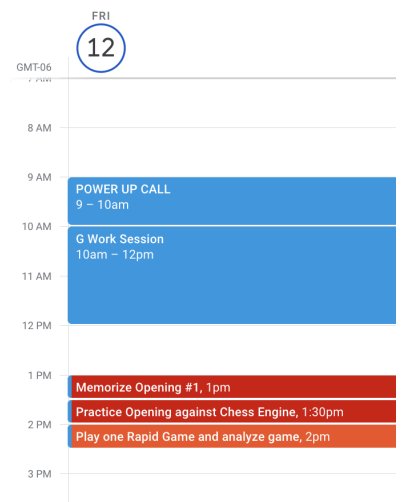 FRI
12
GMT-06
7 AM
8 AM
9 AM
POWER UP CALL
9 – 10am
10 AM
G Work Session
10am – 12pm
11 AM
12 PM
1 PM
Memorize Opening #1, 1pm
Practice Opening against Chess Engine, 1:30pm
2 PM
Play one Rapid Game and analyze game, 2pm
3 PM